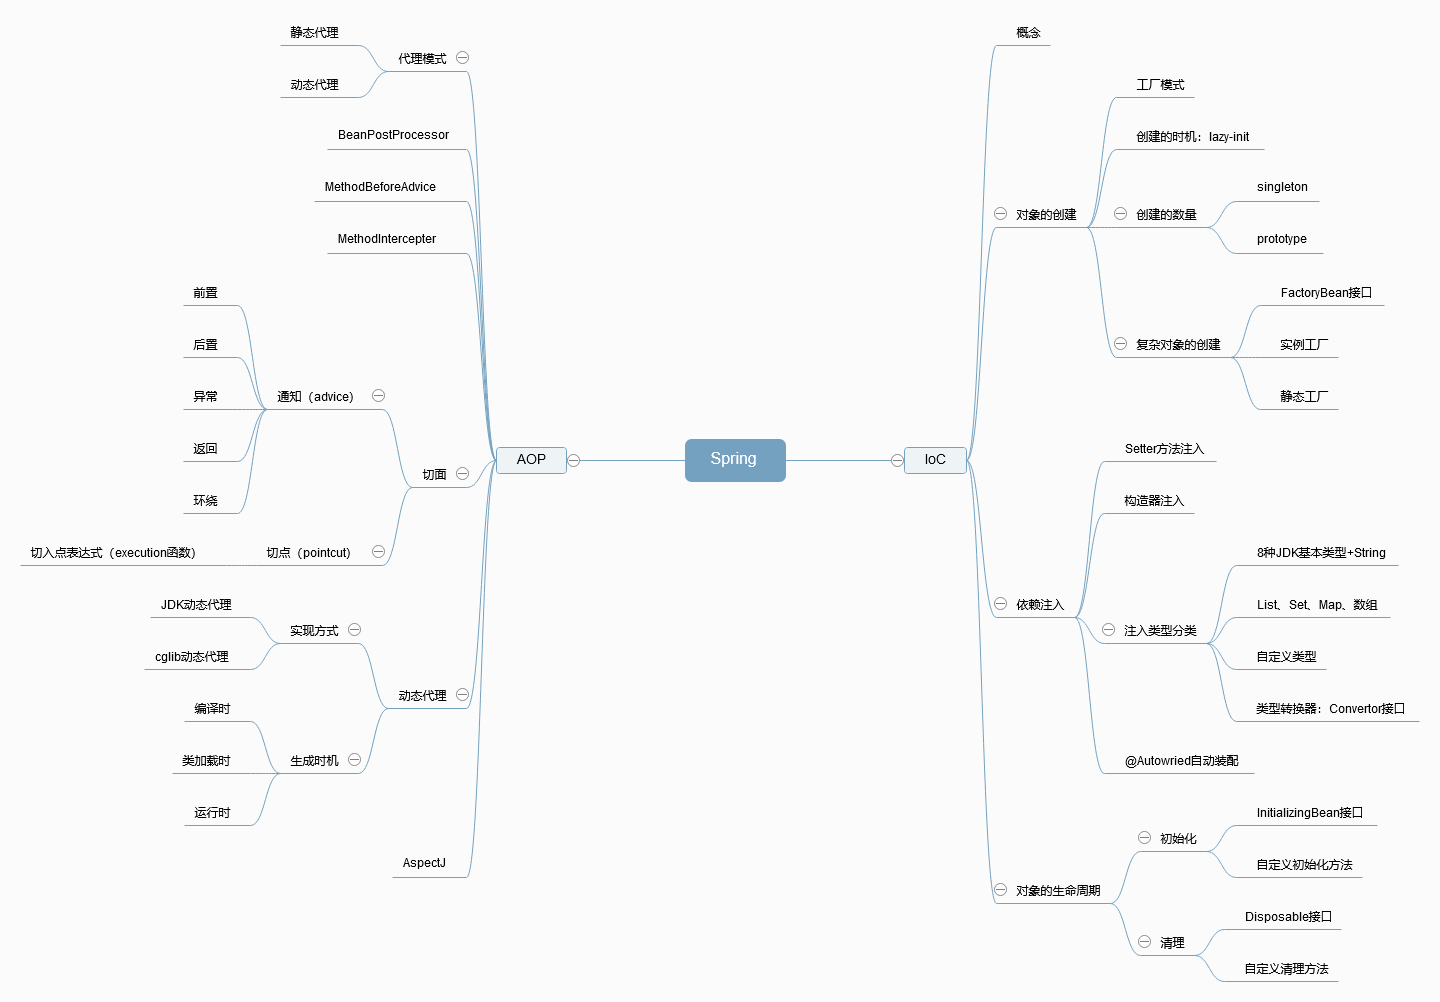 Spring
AOP
代理模式
静态代理
动态代理
BeanPostProcessor
MethodBeforeAdvice
MethodIntercepter
切面
通知（advice）
前置
后置
异常
返回
环绕
切点（pointcut）
切入点表达式（execution函数）
动态代理
实现方式
JDK动态代理
cglib动态代理
生成时机
编译时
类加载时
运行时
AspectJ
IoC
概念
对象的创建
工厂模式
创建的时机：lazy-init
创建的数量
singleton
prototype
复杂对象的创建
FactoryBean接口
实例工厂
静态工厂
依赖注入
Setter方法注入
构造器注入
注入类型分类
8种JDK基本类型+String
List、Set、Map、数组
自定义类型
类型转换器：Convertor接口
@Autowried自动装配
对象的生命周期
初始化
InitializingBean接口
自定义初始化方法
清理
Disposable接口
自定义清理方法